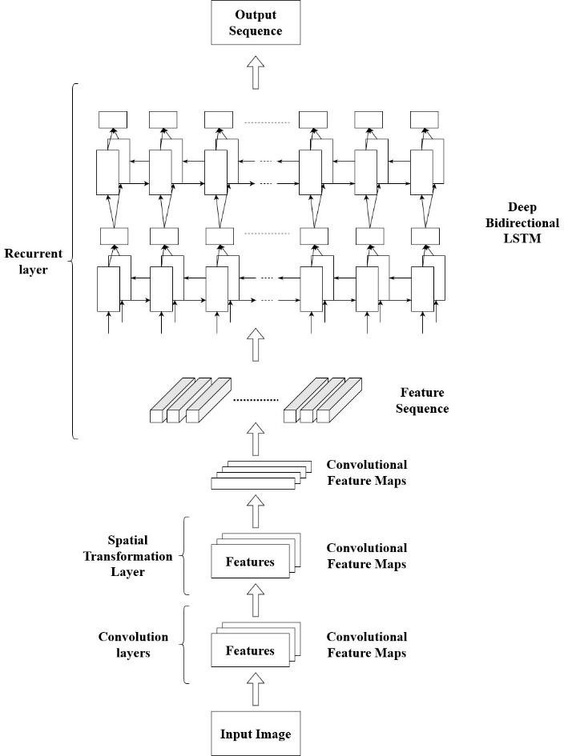 Output
Sequence
Recurrent
layer
Deep
Bidirectional
LSTM
Feature
Sequence
Convolutional
Feature Maps
Spatial
Transformation
Layer
Features
Convolutional
Feature Maps
Convolution
layers
Features
Convolutional
Feature Maps
Input Image